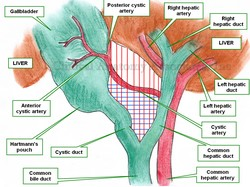 Gallbladder
Posterior cystic
artery
Right hepatic
artery
Right
hepatic duct
LIVER
LIVER
Left
hepatic duct
Anterior
cystic artery
Left hepatic
artery
Cystic
artery
Hartmann's
pouch
Cystic duct
Common
hepatic duct
Common
bile duct
Common
hepatic artery